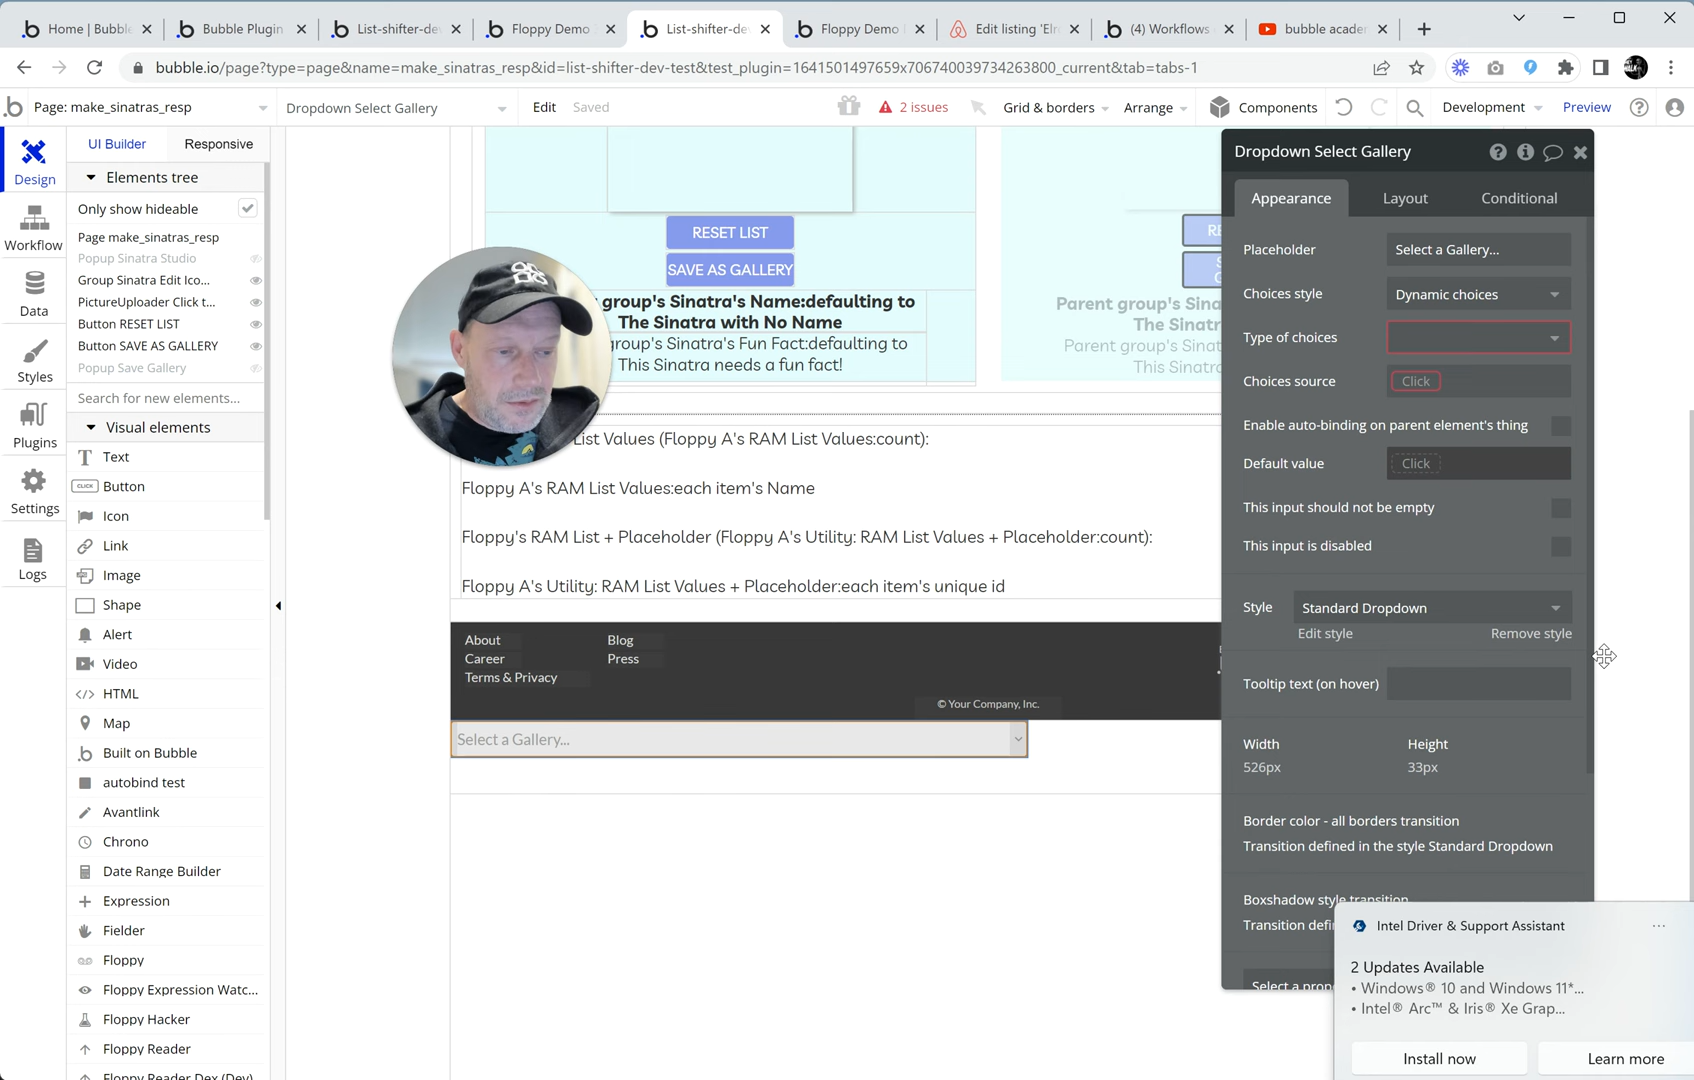 Home | Bubble
Bubble Plugin
List-shifter-dev
Floppy Demo
List-shifter-dev
Floppy Demo
Edit listing 'Elro
(4) Workflows
bubble acade
bubble.io/page?type=page&name=make_sinatras_resp&id=list-shifter-dev-test&test_plugin=1641501497659x706740039734263800_current&tab=tabs-1
Page: make_sinatras_resp
Dropdown Select Gallery
Edit
Saved
2 issues
Grid & borders
Arrange
Components
Development
Preview
Design
Workflow
Data
Styles
Plugins
Settings
Logs
UI Builder
Responsive
Elements tree
Only show hideable
Page make_sinatras_resp
Popup Sinatra Studio
Group Sinatra Edit Ico...
PictureUploader Click t...
Button RESET LIST
Button SAVE AS GALLERY
Popup Save Gallery
Search for new elements...
Visual elements
Text
CLICK
Button
Icon
Link
Image
Shape
Alert
Video
HTML
Map
Built on Bubble
autobind test
Avantlink
Chrono
Date Range Builder
Expression
Fielder
Floppy
Floppy Expression Watc...
Floppy Hacker
Floppy Reader
Floppy Reader Dex (Dev)
RESET LIST
SAVE AS GALLERY
group's Sinatra's Name:defaulting to
The Sinatra with No Name
group's Sinatra's Fun Fact:defaulting to
This Sinatra needs a fun fact!
Parent group's Sina
The Sinatr
Parent group's Sinat
This Sinatr
List Values (Floppy A's RAM List Values:count):
Floppy A's RAM List Values:each item's Name
Floppy's RAM List + Placeholder (Floppy A's Utility: RAM List Values + Placeholder:count):
Floppy A's Utility: RAM List Values + Placeholder:each item's unique id
About
Blog
Career
Press
Terms & Privacy
© Your Company, Inc.
Select a Gallery...
Dropdown Select Gallery
Appearance
Layout
Conditional
Placeholder
Select a Gallery...
Choices style
Dynamic choices
Type of choices
Choices source
Click
Enable auto-binding on parent element's thing
Default value
Click
This input should not be empty
This input is disabled
Style
Standard Dropdown
Edit style
Remove style
Tooltip text (on hover)
Width
Height
526px
33px
Border color - all borders transition
Transition defined in the style Standard Dropdown
Boxshadow style transition
Transition defi
Select a prop
Intel Driver & Support Assistant
2 Updates Available
• Windows® 10 and Windows 11*...
• Intel® Arc™ & Iris® Xe Grap...
Install now
Learn more